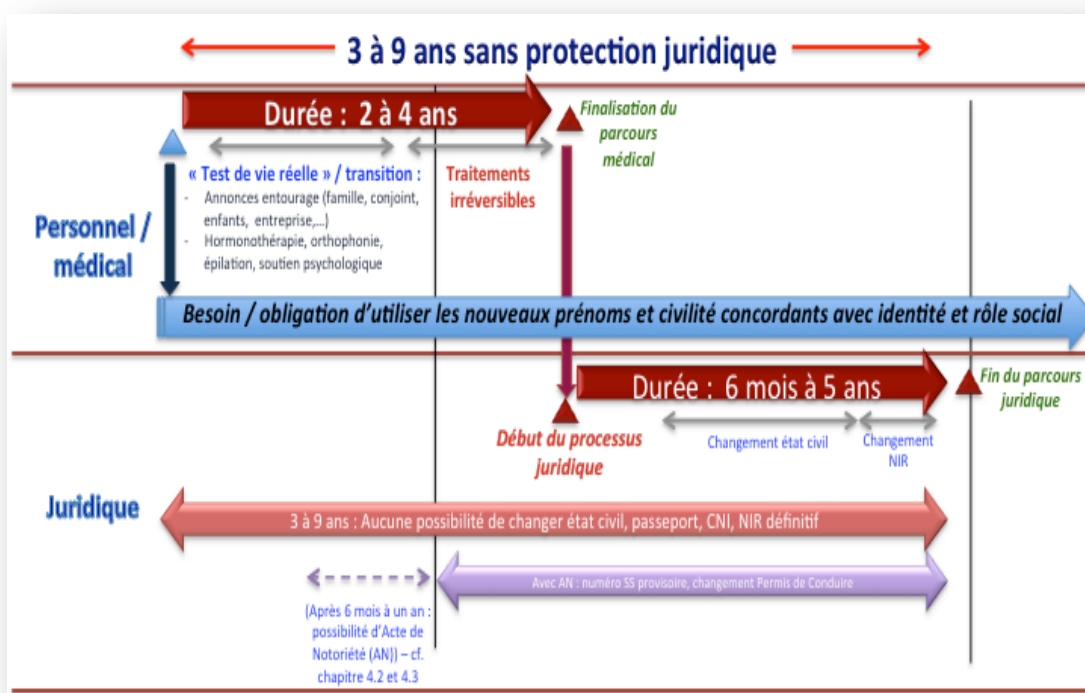 3 à 9 ans sans protection juridique
Durée : 2 à 4 ans
Finalisation du
parcours
médical
« Test de vie réelle » / transition :
- Annonces entourage (famille, conjoint,
enfants, entreprise,...)
- Hormonothérapie, orthophonie,
épilation, soutien psychologique
Traitements
irréversibles
Personnel /
médical
Besoin / obligation d’utiliser les nouveaux prénoms et civilité concordants avec identité et rôle social
Durée : 6 mois à 5 ans
Fin du parcours
juridique
Début du processus
juridique
Changement état civil
Changement
NIR
Juridique
3 à 9 ans : Aucune possibilité de changer état civil, passeport, CNI, NIR définitif
Avec AN : numéro SS provisoire, changement Permis de Conduire
(Après 6 mois à un an :
possibilité d’Acte de
Notoriété (AN)) – cf.
chapitre 4.2 et 4.3